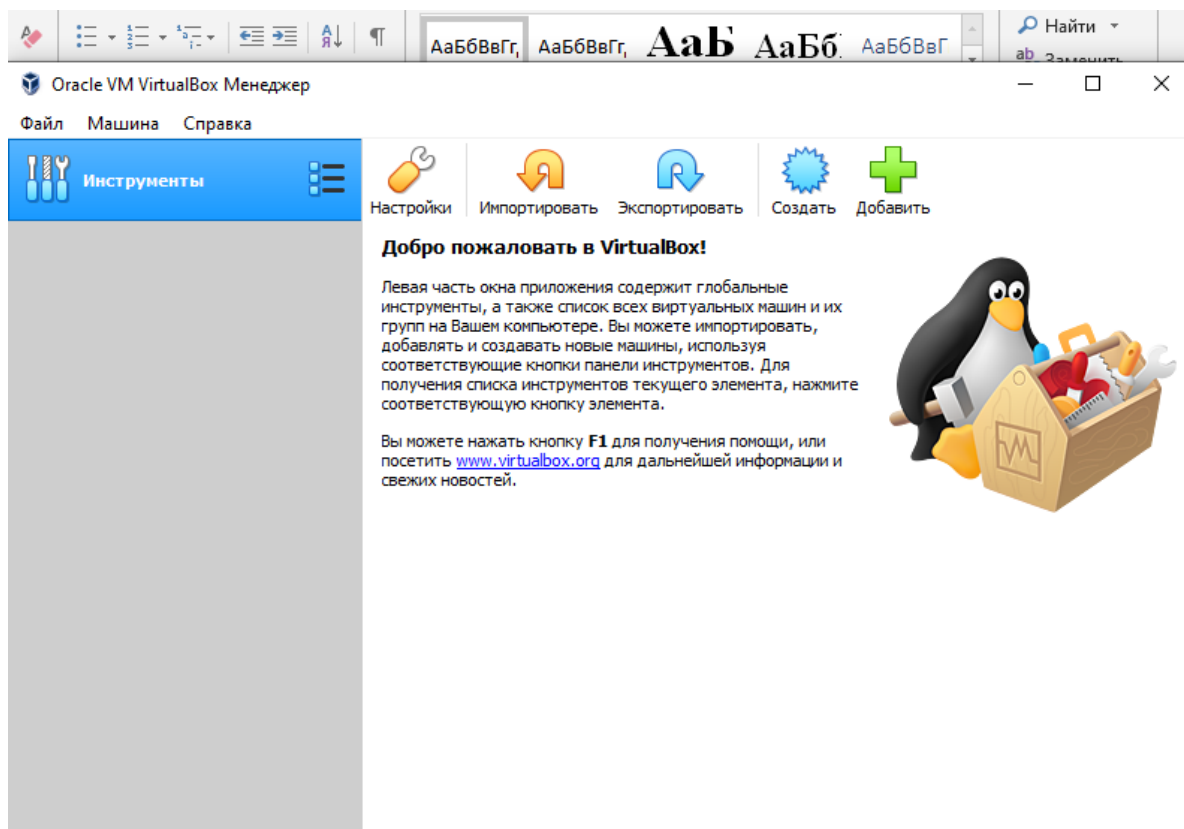 АаБбВвГг, АаБбВвГг, АаБ АаБб. АаБбВвГ
Найти
Заменить
Oracle VM VirtualBox Менеджер
Файл Машина Справка
Инструменты
Настройки Импортировать Экспортировать Создать Добавить
Добро пожаловать в VirtualBox!
Левая часть окна приложения содержит глобальные
инструменты, а также список всех виртуальных машин и их
групп на Вашем компьютере. Вы можете импортировать,
добавлять и создавать новые машины, используя
соответствующие кнопки панели инструментов. Для
получения списка инструментов текущего элемента, нажмите
соответствующую кнопку элемента.
Вы можете нажать кнопку F1 для получения помощи, или
посетить www.virtualbox.org для дальнейшей информации и
свежих новостей.